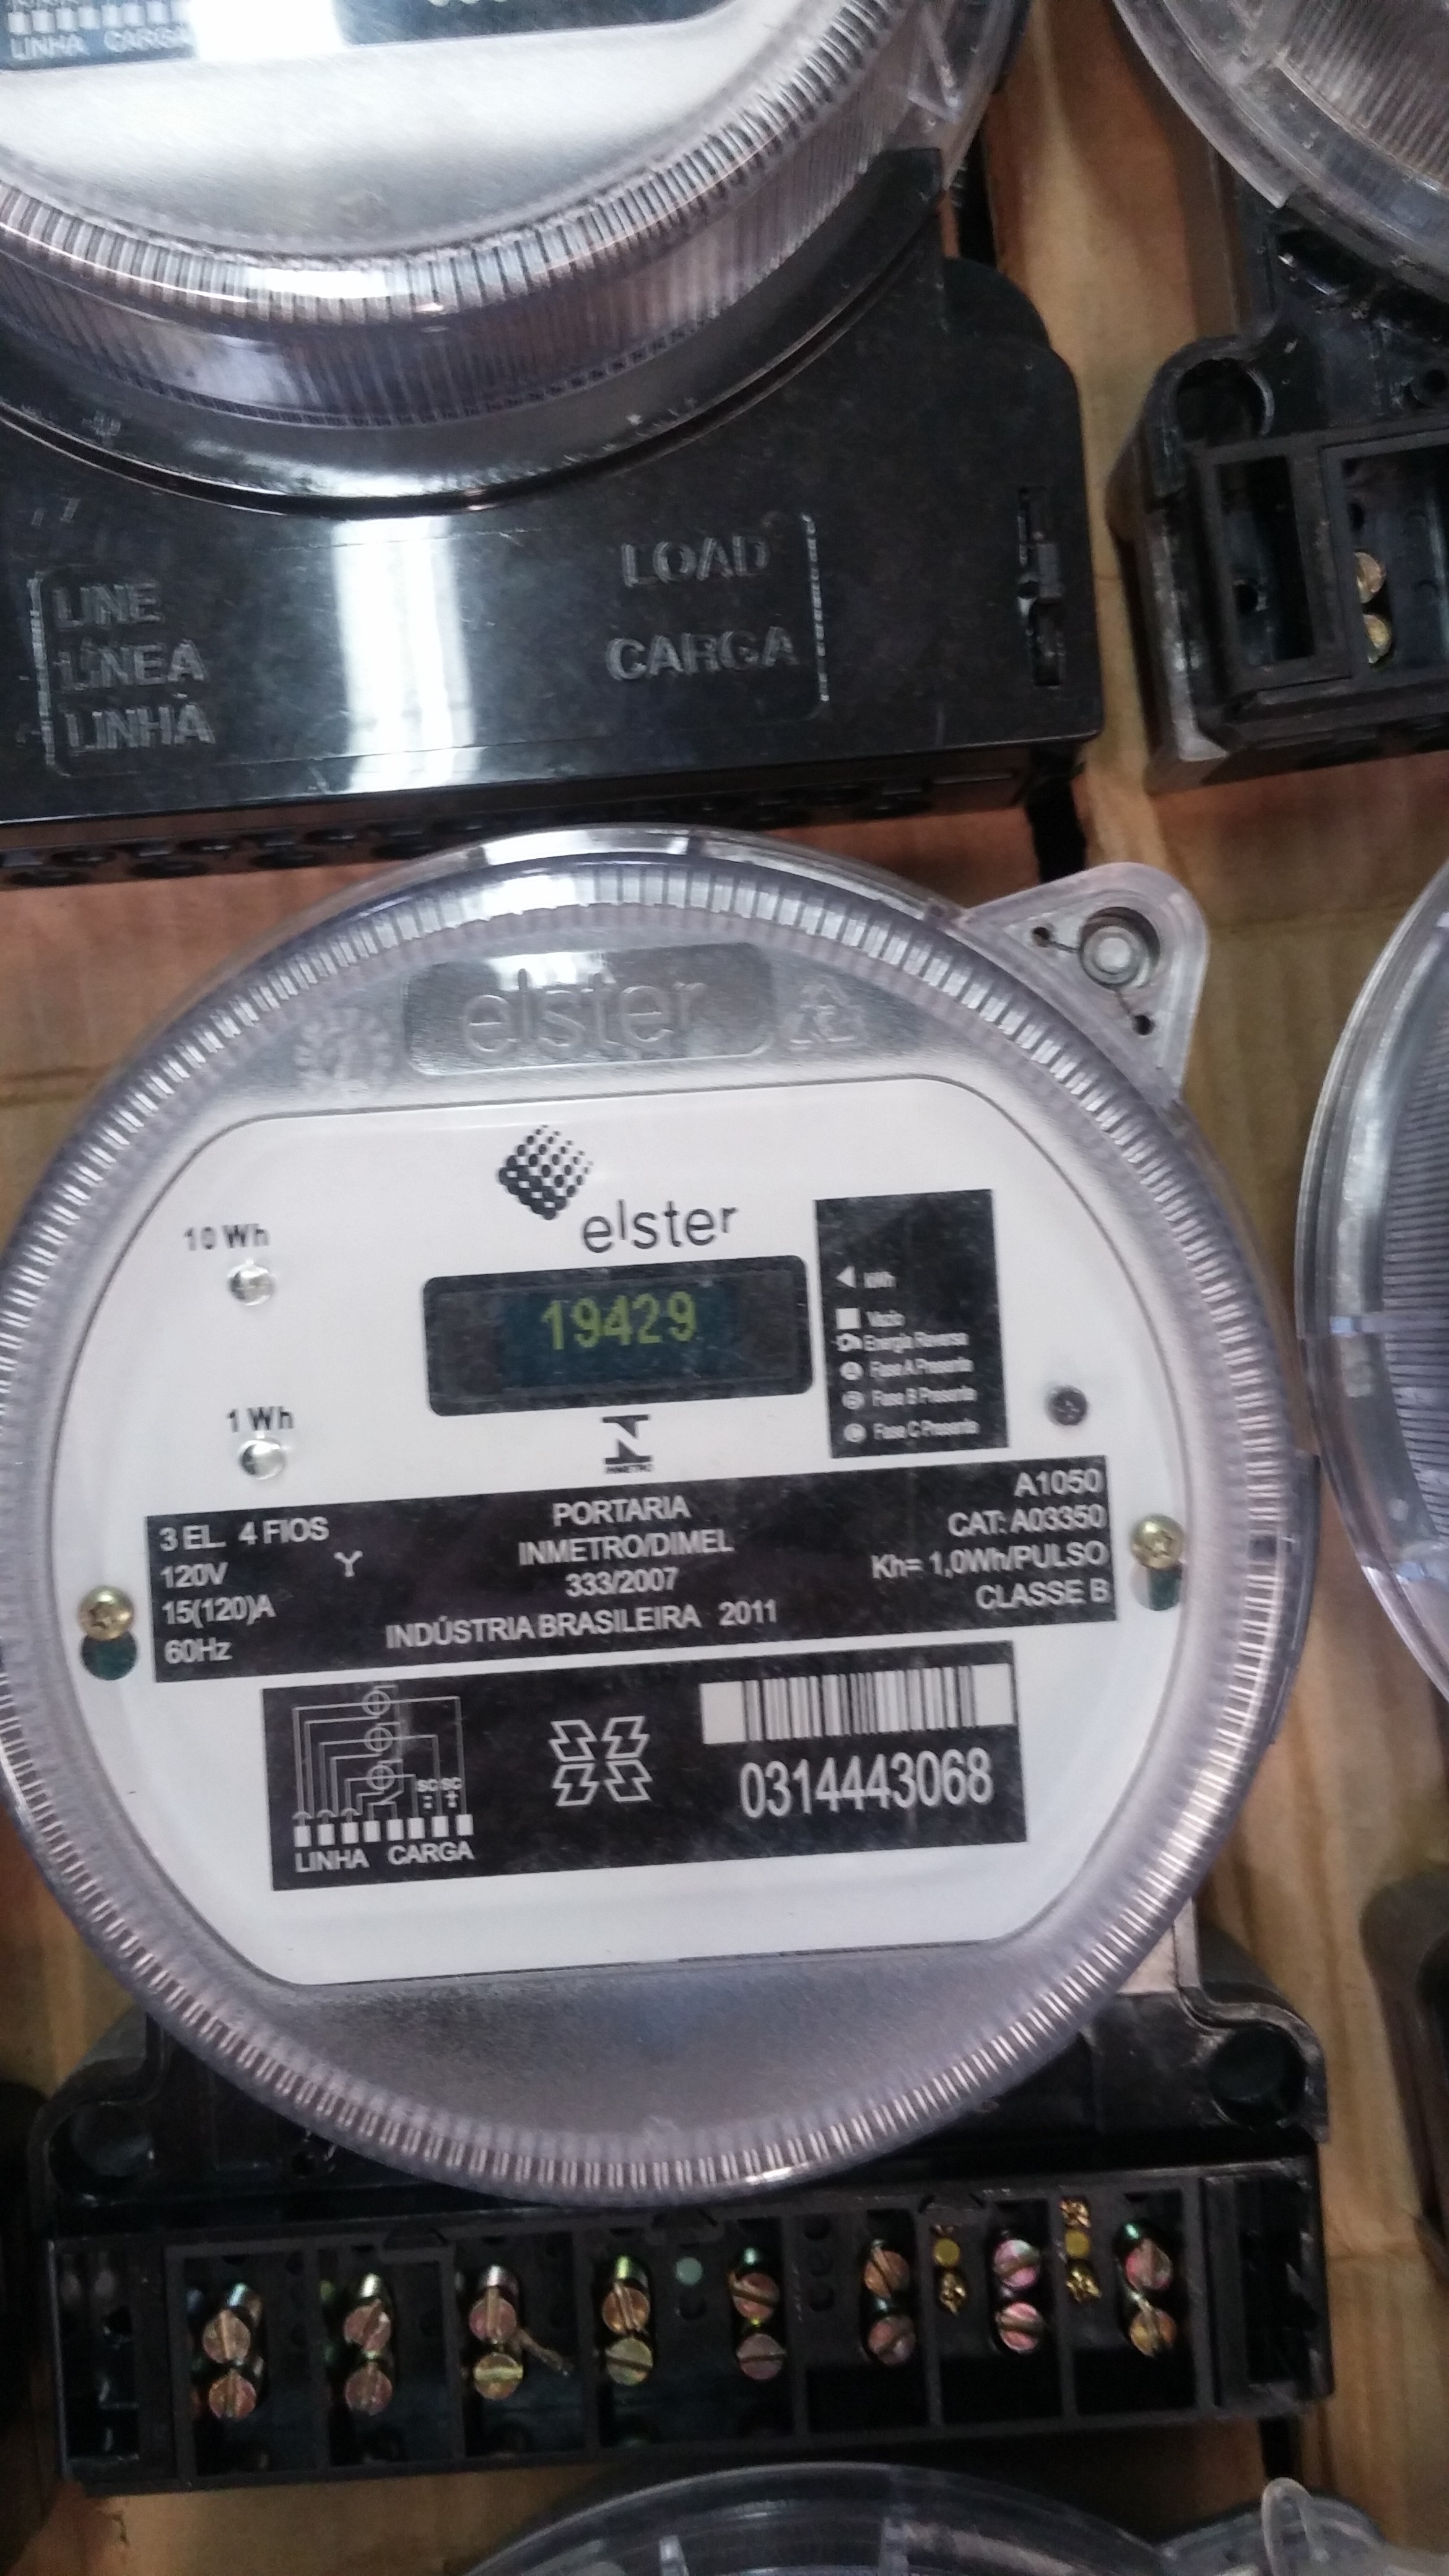 LINHA CARGA
LINE
LINEA
LINHA
LOAD
CARGA
elster
elster
10 Wh
19429
kWh
Vazio
Energia Reversa
Fase A Presente
Fase B Presente
Fase C Presente
1 Wh
INMETRO
3 EL. 4 FIOS
120V
Y
15(120)A
60Hz
PORTARIA
INMETRO/DIMEL
333/2007
INDÚSTRIA BRASILEIRA 2011
A1050
CAT: A03350
Kh= 1,0Wh/PULSO
CLASSE B
SC SC
LINHA CARGA
0314443068